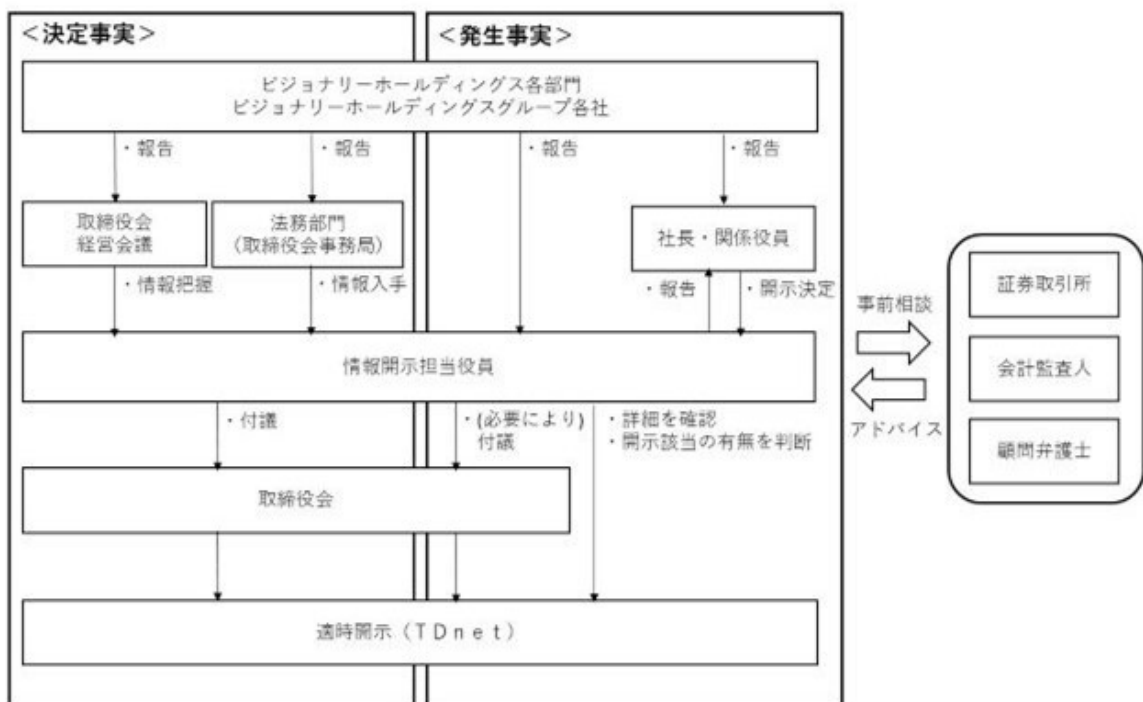 ＜決定事実＞
＜発生事実＞
ビジョナリーホールディングス各部門
ビジョナリーホールディングスグループ各社
・報告
・報告
・報告
・報告
取締役会
経営会議
法務部門
（取締役会事務局）
社長・関係役員
・情報把握
・情報入手
・報告
・開示決定
情報開示担当役員
・付議
・(必要により)
付議
・詳細を確認
・開示該当の有無を判断
取締役会
適時開示（ＴＤｎｅｔ）
事前相談
アドバイス
証券取引所
会計監査人
顧問弁護士